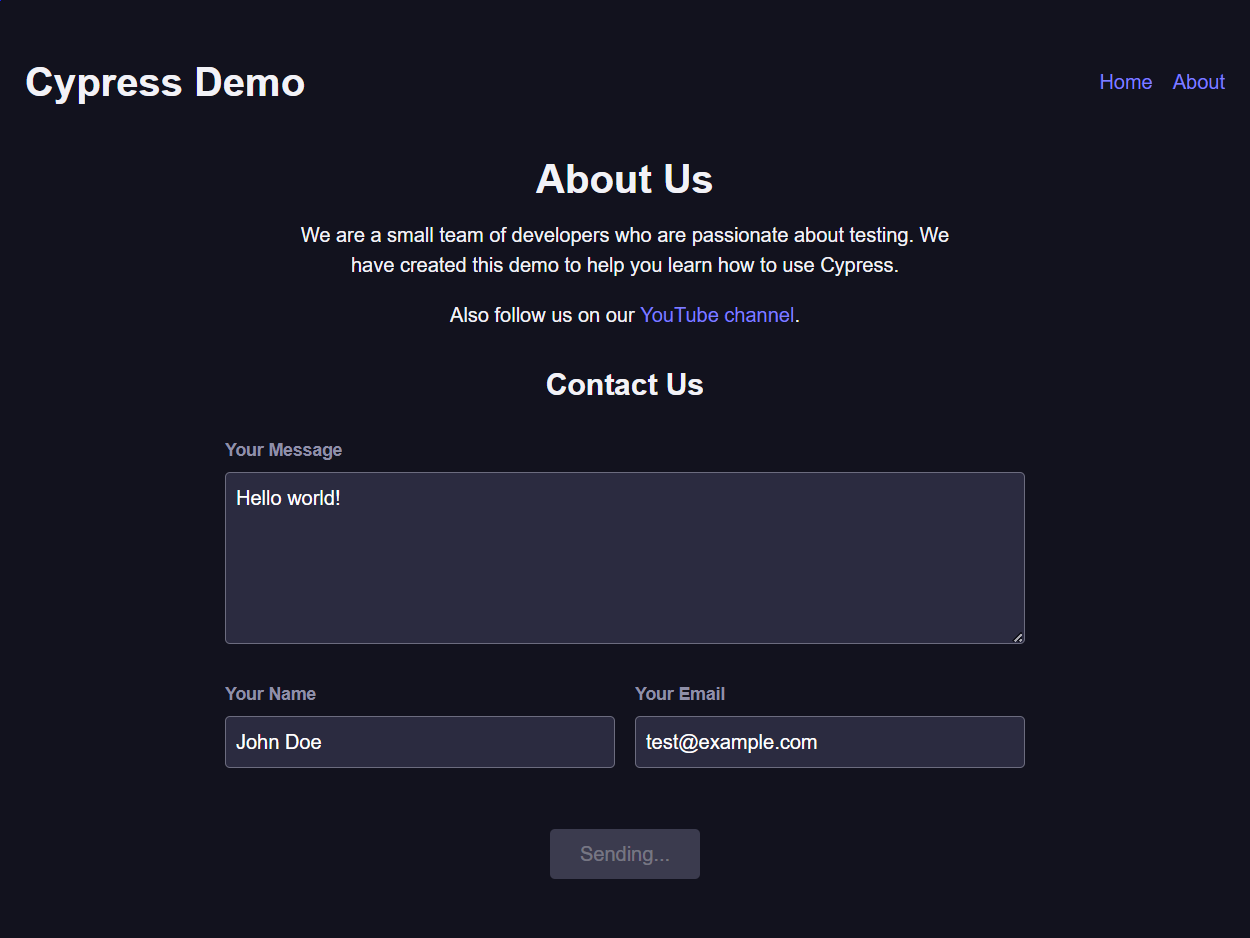 Cypress Demo
Home
About
About Us
We are a small team of developers who are passionate about testing. We
have created this demo to help you learn how to use Cypress.
Also follow us on our YouTube channel.
Contact Us
Your Message
Hello world!
Your Name
Your Email
John Doe
test@example.com
Sending...